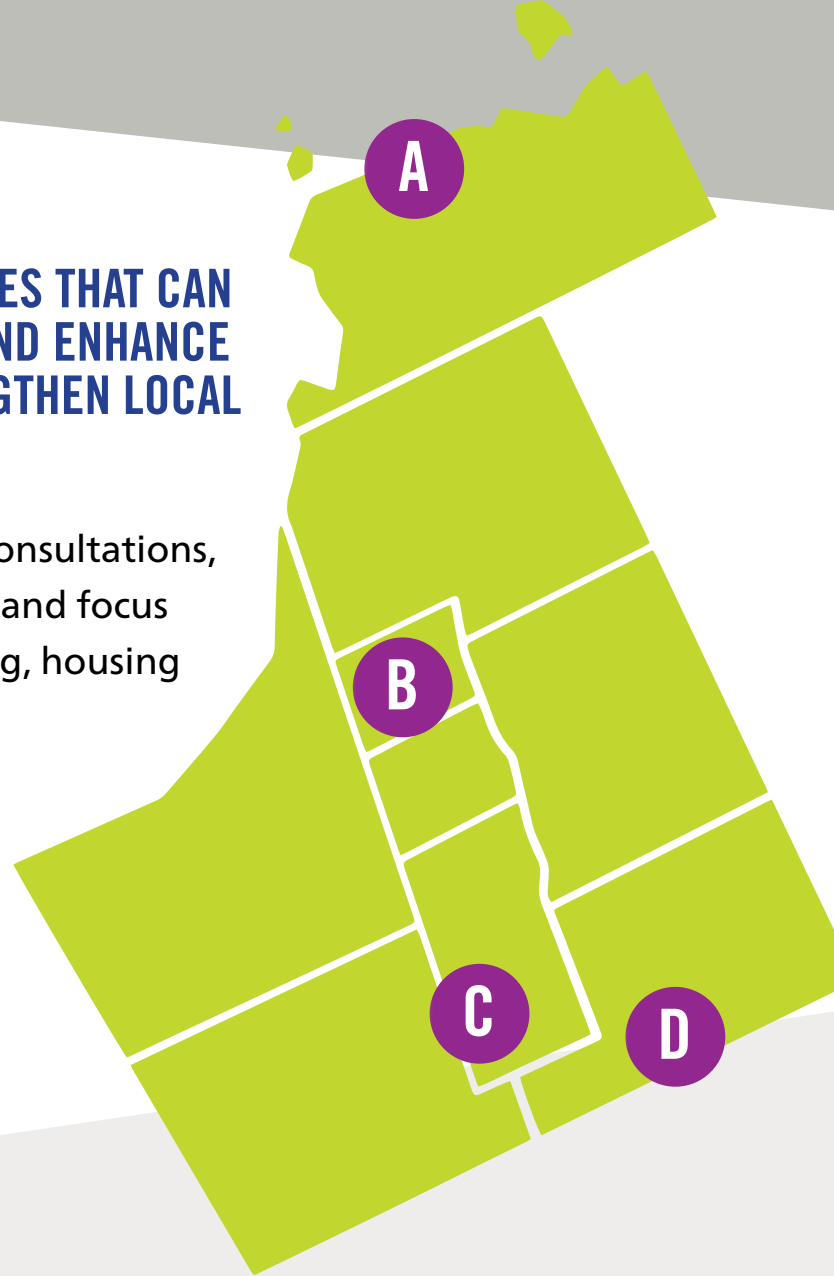 A
ES THAT CAN
ND ENHANCE
GTHEN LOCAL
onsultations,
and focus
g, housing
B
C
D